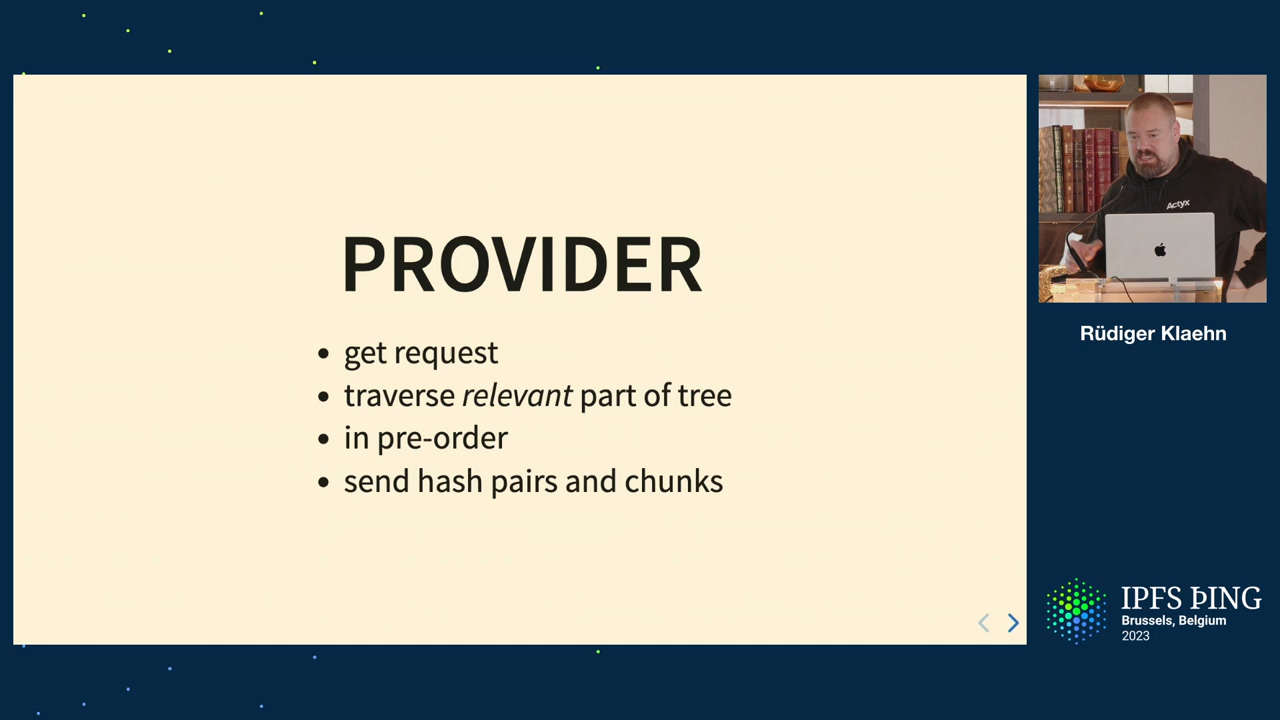 PROVIDER
get request
traverse relevant part of tree
in pre-order
send hash pairs and chunks
Actyx
Rüdiger Klaehn
IPFS ÞING
Brussels, Belgium
2023